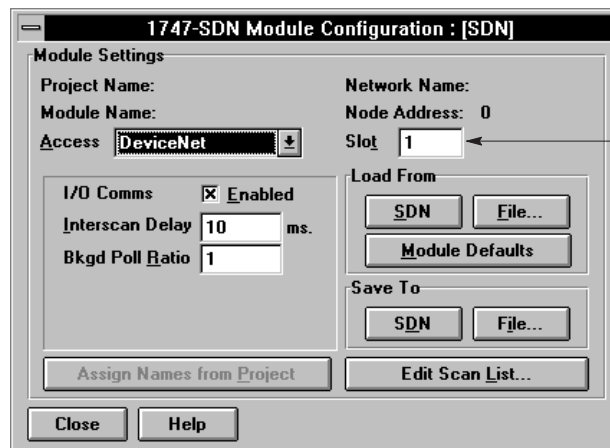 1747-SDN Module Configuration : [SDN]
Module Settings
Project Name:
Network Name:
Module Name:
Node Address: 0
Access DeviceNet
Slot 1
I/O Comms Enabled
Interscan Delay 10 ms.
Bkgd Poll Ratio 1
Load From
SDN File...
Module Defaults
Save To
SDN File...
Assign Names from Project
Edit Scan List...
Close Help